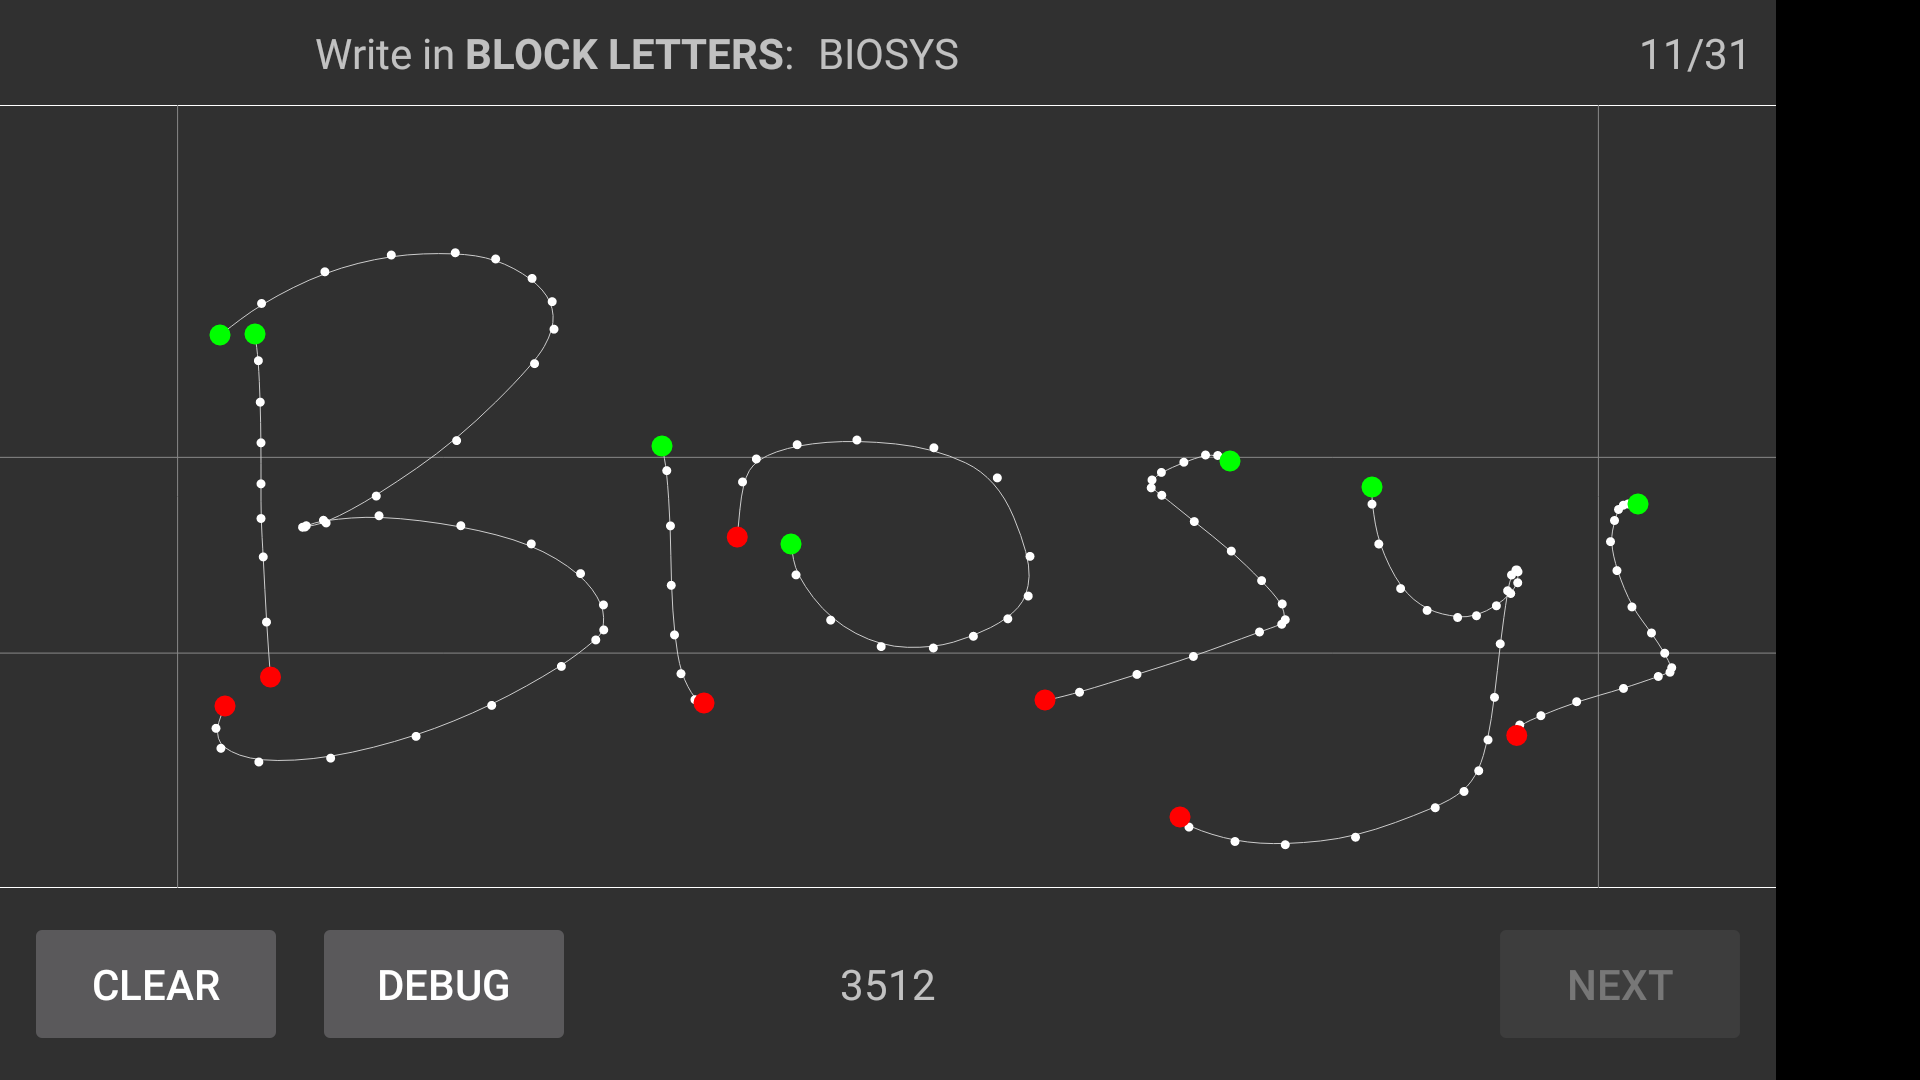 Write in BLOCK LETTERS: BIOSYS 11/31
BIOSyS
CLEAR DEBUG 3512 NEXT